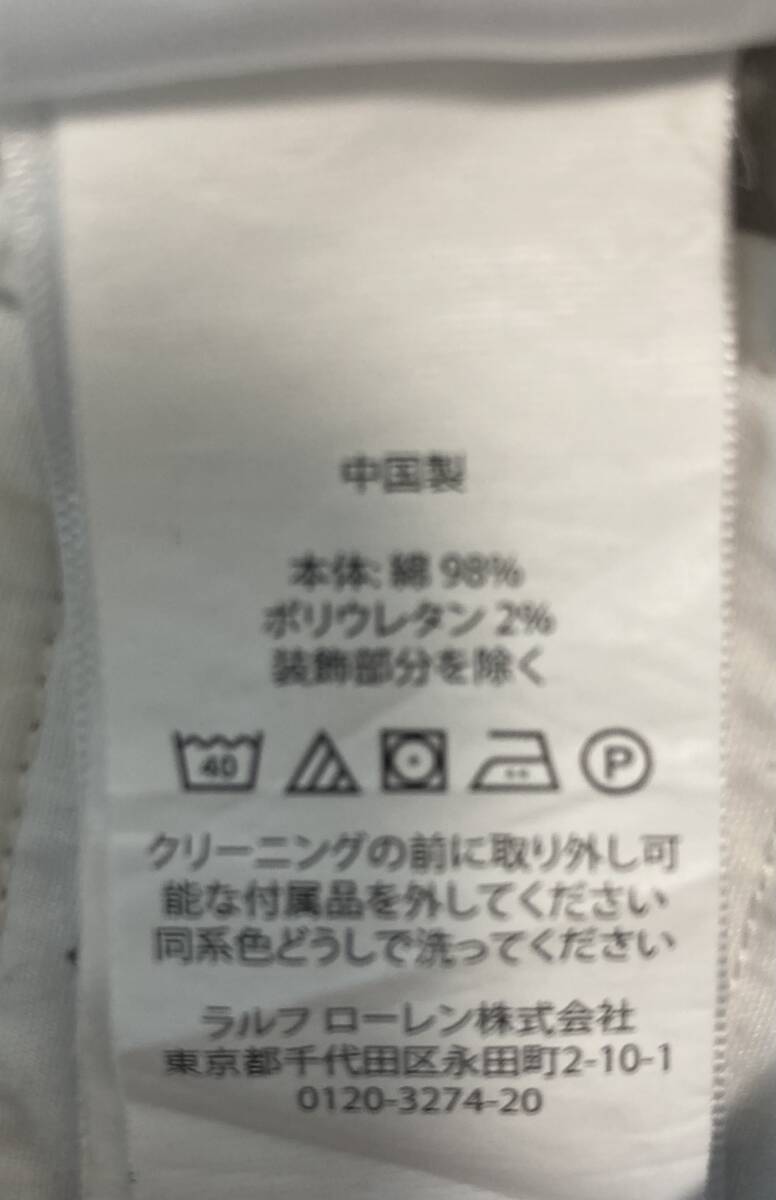 中国製
本体: 綿 98%
ポリウレタン 2%
装飾部分を除く
40 P
クリーニングの前に取り外し可
能な付属品を外してください
同系色どうしで洗ってください
ラルフ ローレン株式会社
東京都千代田区永田町2-10-1
0120-3274-20